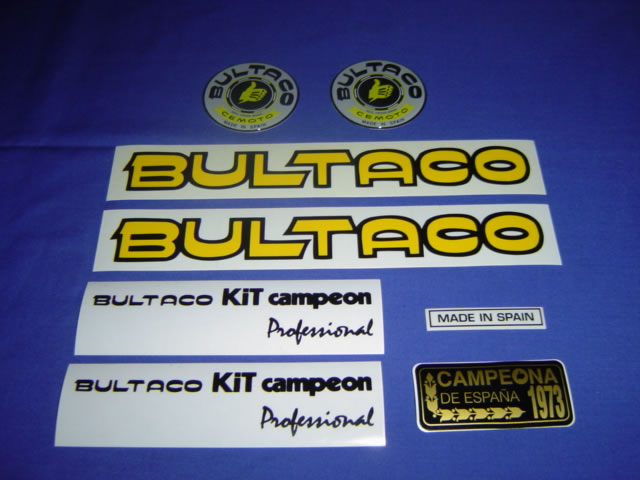 BULTACO
CEMOTO
MADE IN SPAIN
BULTACO
CEMOTO
MADE IN SPAIN
BULTACO
BULTACO
BULTACO KiT campeon
Professional
MADE IN SPAIN
BULTACO KiT campeon
Professional
CAMPEONA
DE ESPAÑA
1973